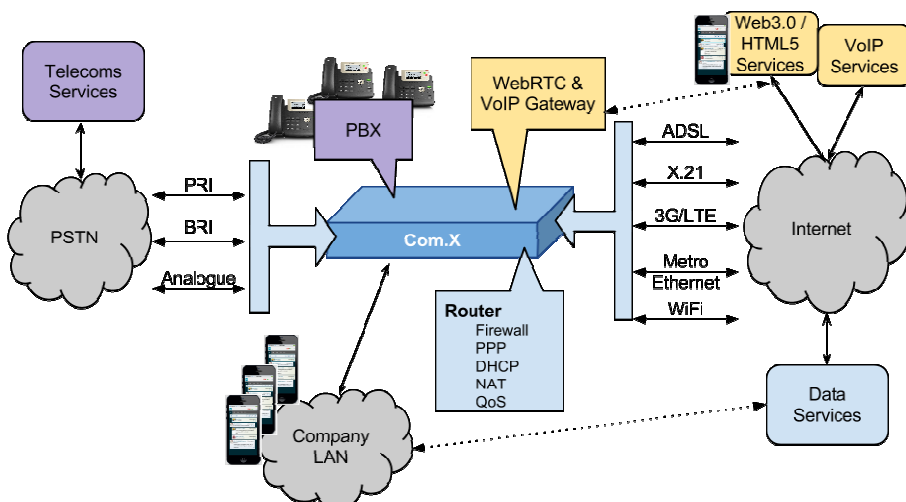 Telecoms
Services
PSTN
PRI
BRI
Analogue
PBX
WebRTC &
VoIP Gateway
Com.X
Router
Firewall
PPP
DHCP
NAT
QoS
Company
LAN
Web3.0 /
HTML5
Services
VoIP
Services
ADSL
X.21
3G/LTE
Metro
Ethernet
WiFi
Internet
Data
Services